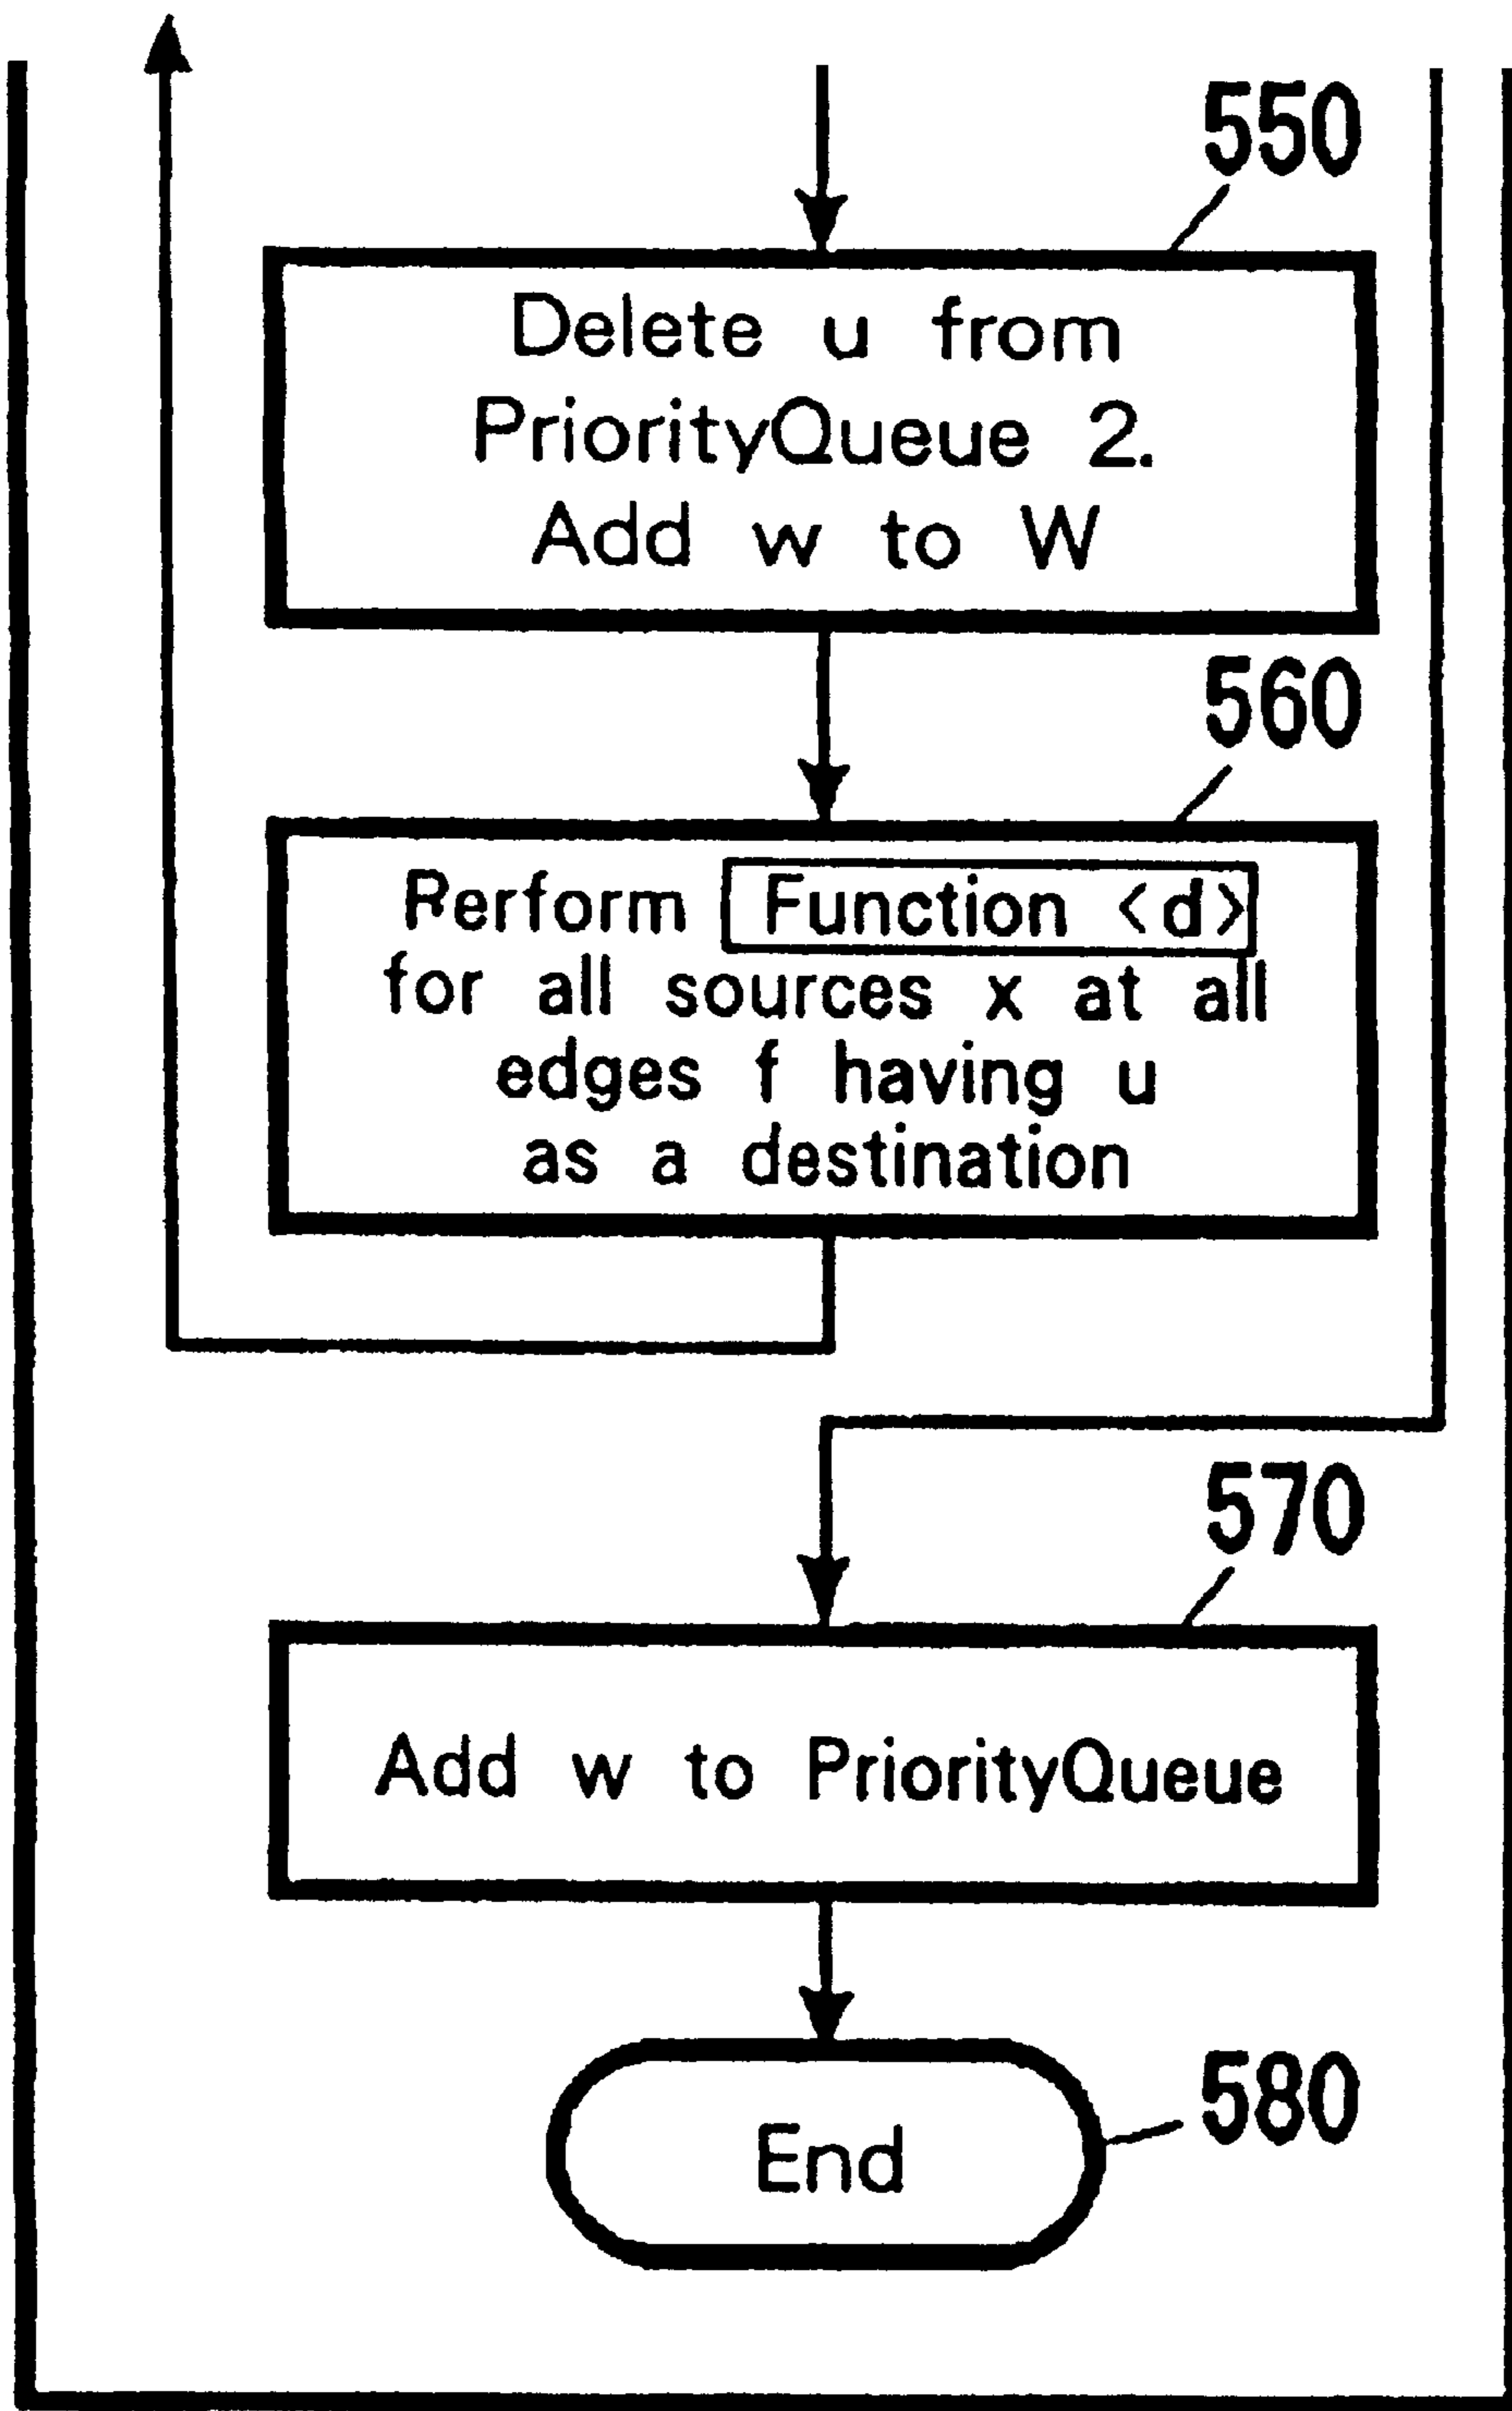 550
Delete u from
PriorityQueue 2.
Add w to W
560
Perform Function <d>
for all sources x at all
edges f having u
as a destination
570
Add w to PriorityQueue
580
End